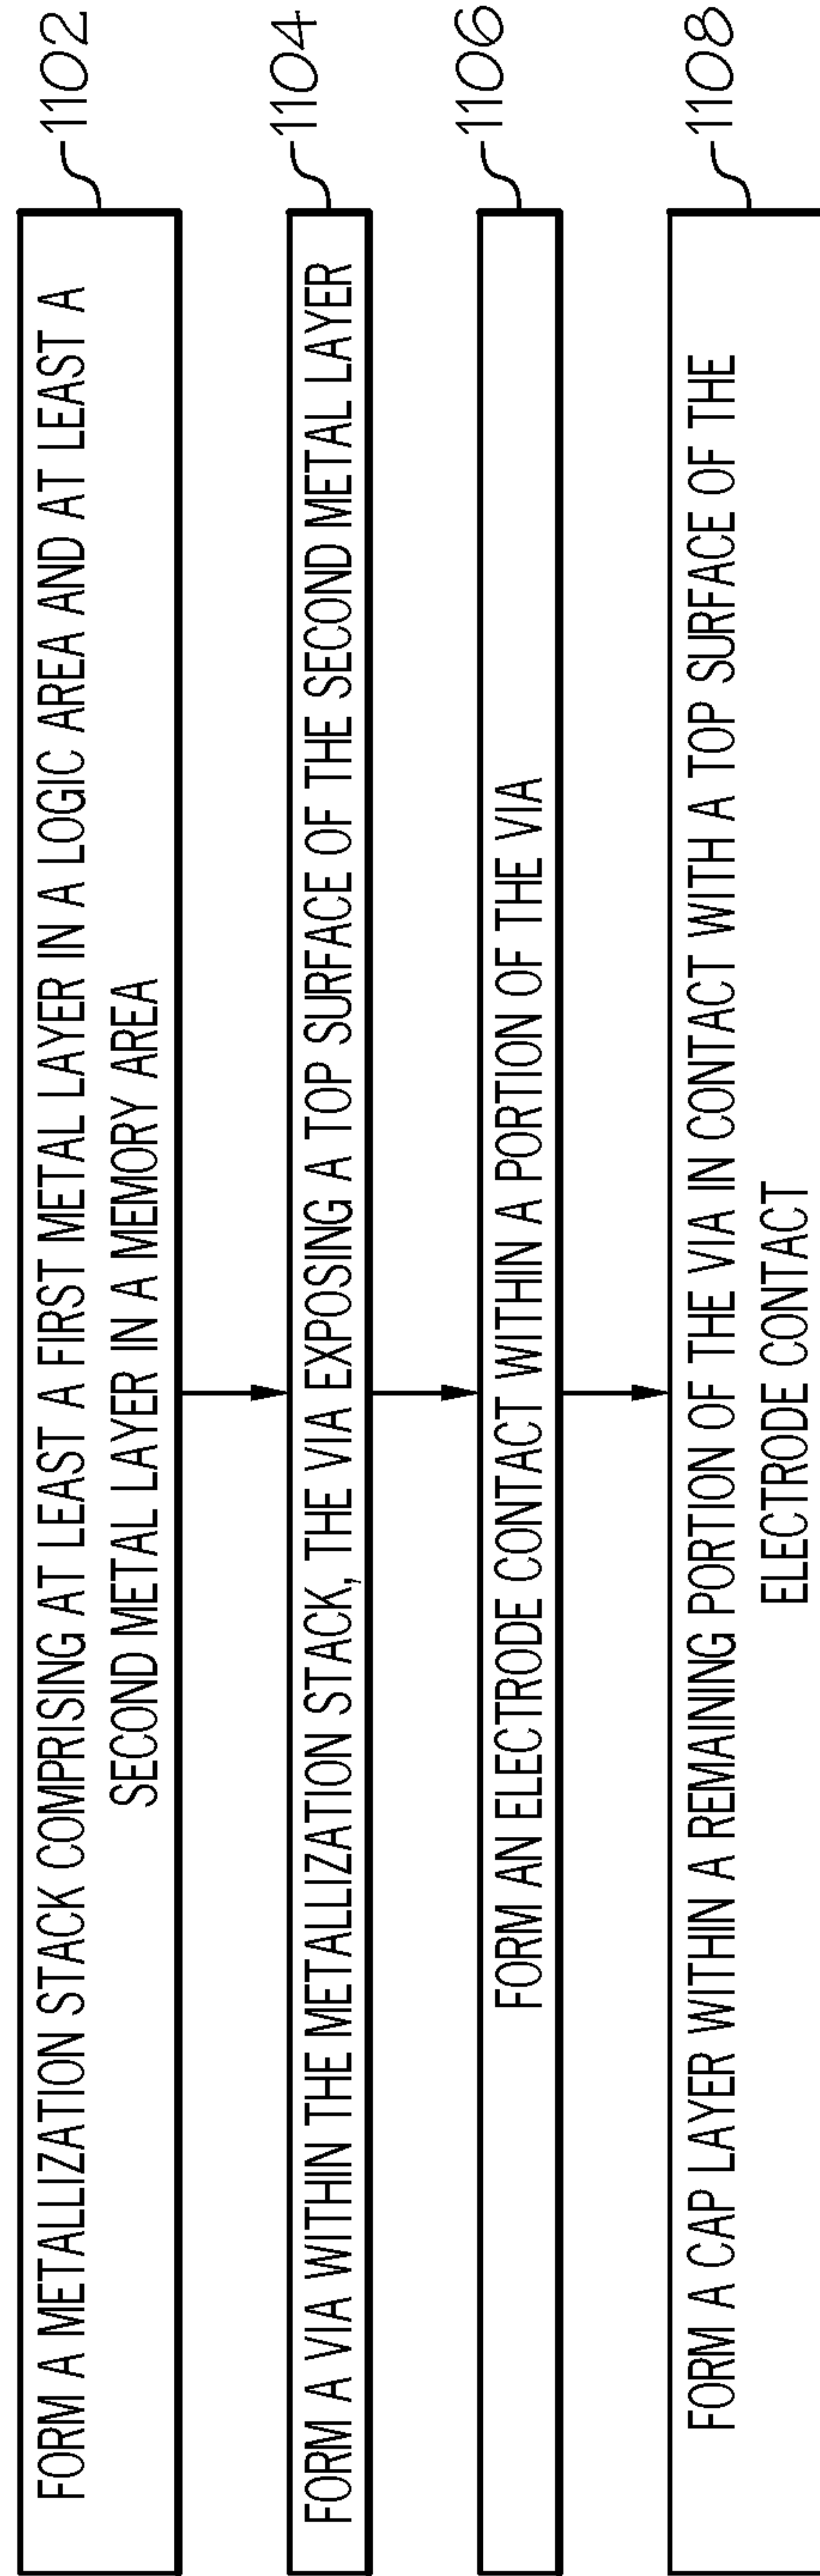 FORM A METALLIZATION STACK COMPRISING AT LEAST A FIRST METAL LAYER IN A LOGIC AREA AND AT LEAST A
SECOND METAL LAYER IN A MEMORY AREA
1102
FORM A VIA WITHIN THE METALLIZATION STACK, THE VIA EXPOSING A TOP SURFACE OF THE SECOND METAL LAYER
1104
FORM AN ELECTRODE CONTACT WITHIN A PORTION OF THE VIA
1106
FORM A CAP LAYER WITHIN A REMAINING PORTION OF THE VIA IN CONTACT WITH A TOP SURFACE OF THE
ELECTRODE CONTACT
1108